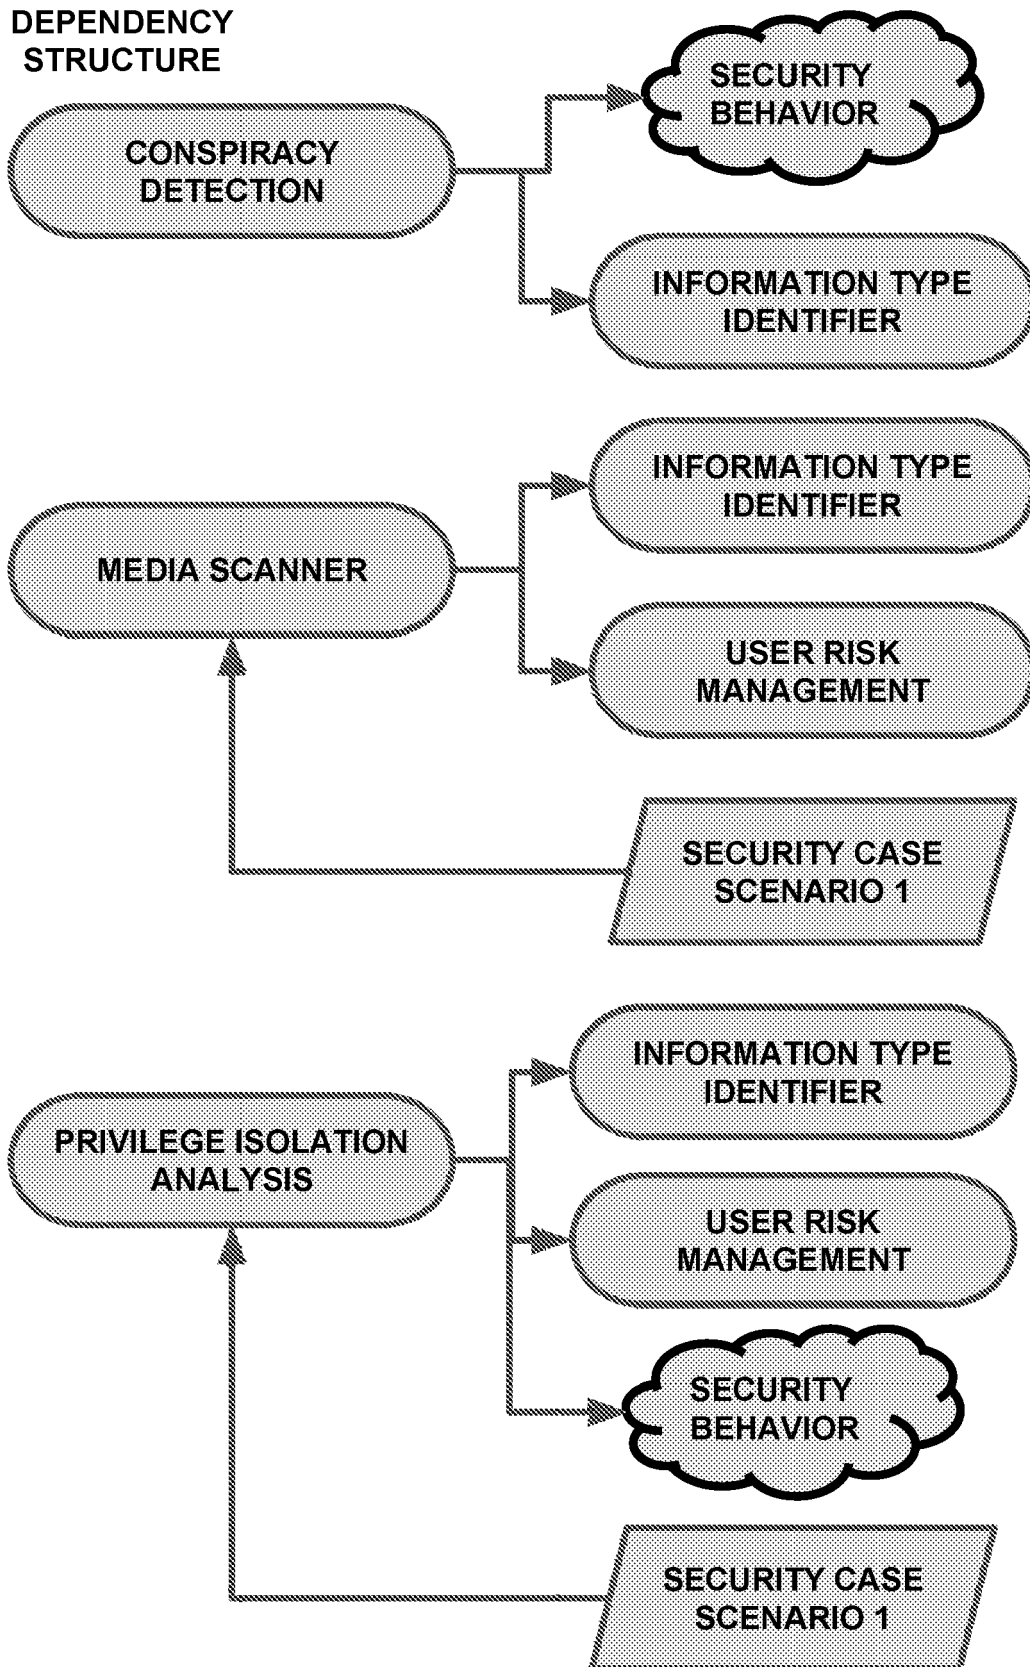 DEPENDENCY
STRUCTURE
SECURITY
BEHAVIOR
CONSPIRACY
DETECTION
INFORMATION TYPE
IDENTIFIER
INFORMATION TYPE
IDENTIFIER
MEDIA SCANNER
USER RISK
MANAGEMENT
SECURITY CASE
SCENARIO 1
INFORMATION TYPE
IDENTIFIER
PRIVILEGE ISOLATION
ANALYSIS
USER RISK
MANAGEMENT
SECURITY
BEHAVIOR
SECURITY CASE
SCENARIO 1